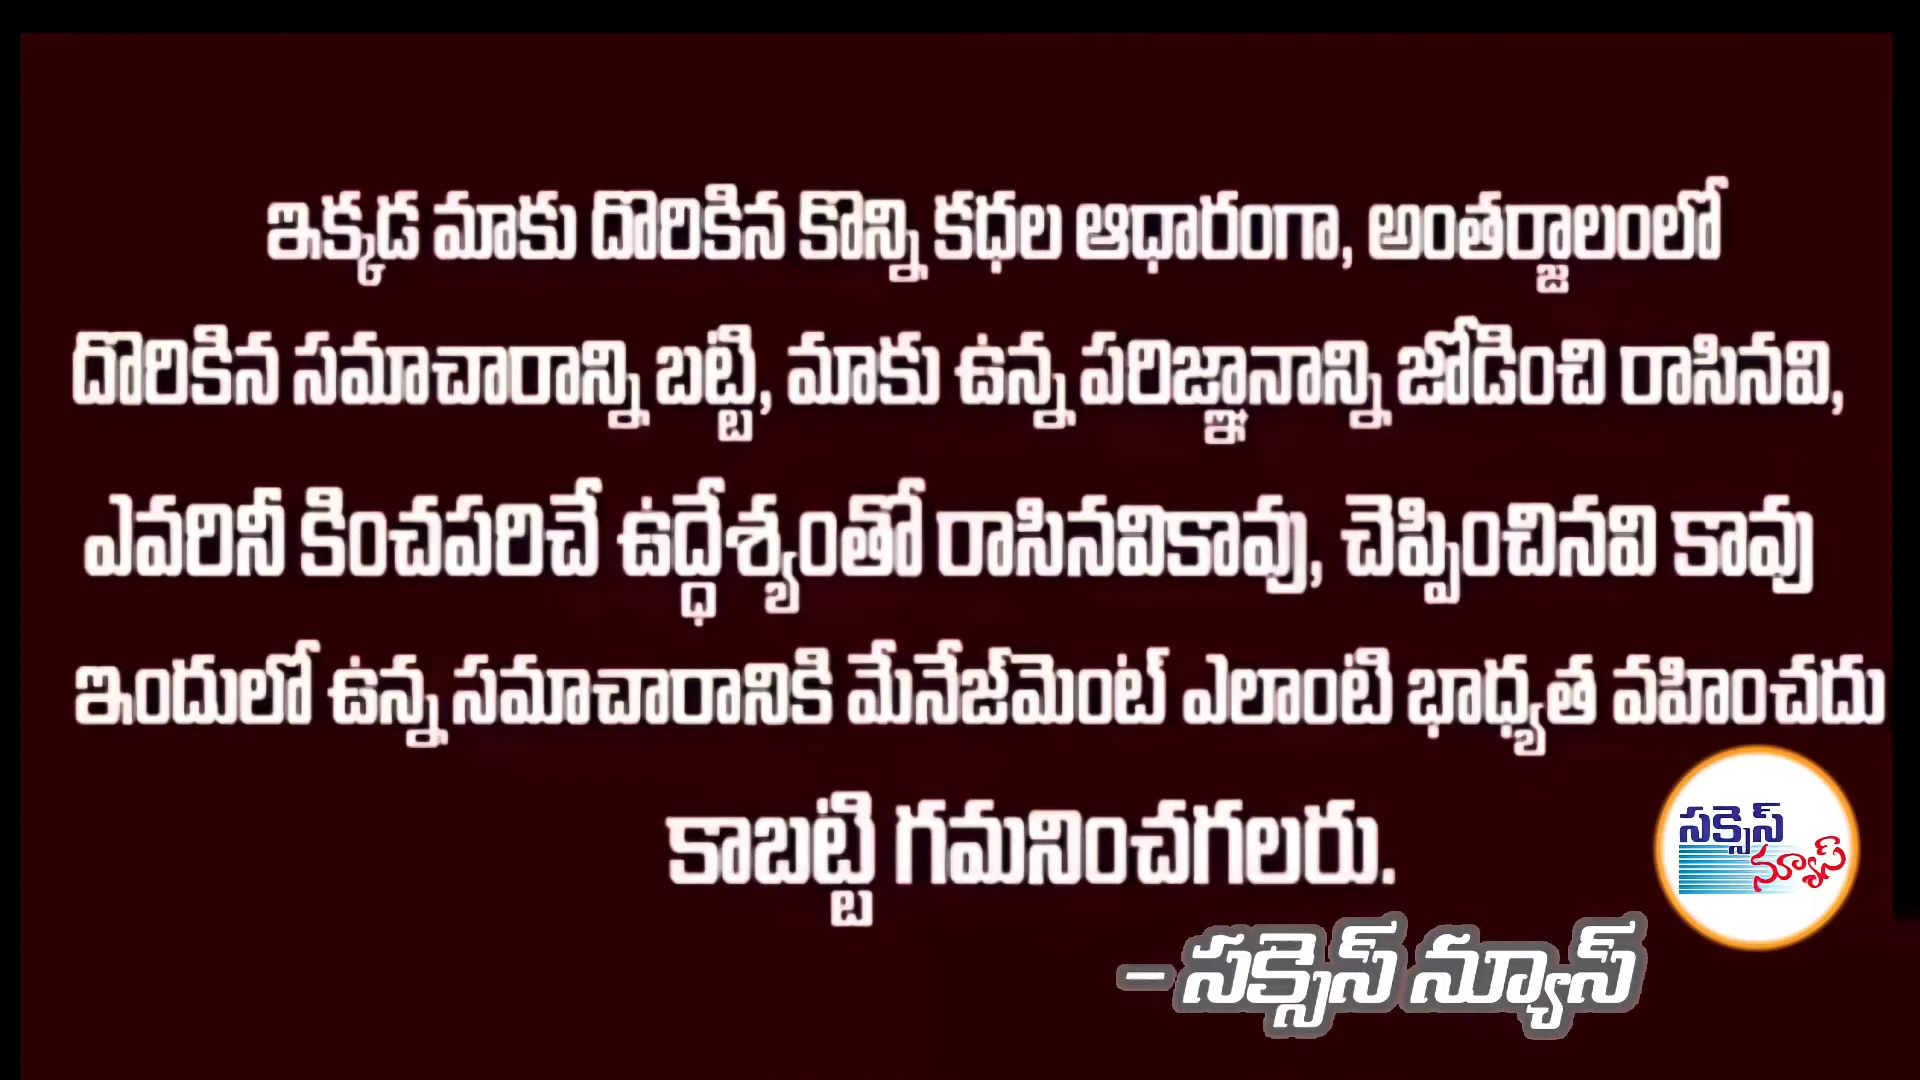 ఇక్కడ మాకు దొరికిన కొన్ని కధల ఆధారంగా, అంతర్జాలంలో
దొరికిన సమాచారాన్ని బట్టి, మాకు ఉన్న పరిజ్ఞానాన్ని జోడించి రాసినవి,
ఎవరినీ కించపరిచే ఉద్ధేశ్యంతో రాసినవికావు, చెప్పించినవి కావు
ఇందులో ఉన్న సమాచారానికి మేనేజ్‌మెంట్ ఎలాంటి భాధ్యత వహించదు
కాబట్టి గమనించగలరు.
సక్సెస్
న్యూస్
– సక్సెస్ న్యూస్